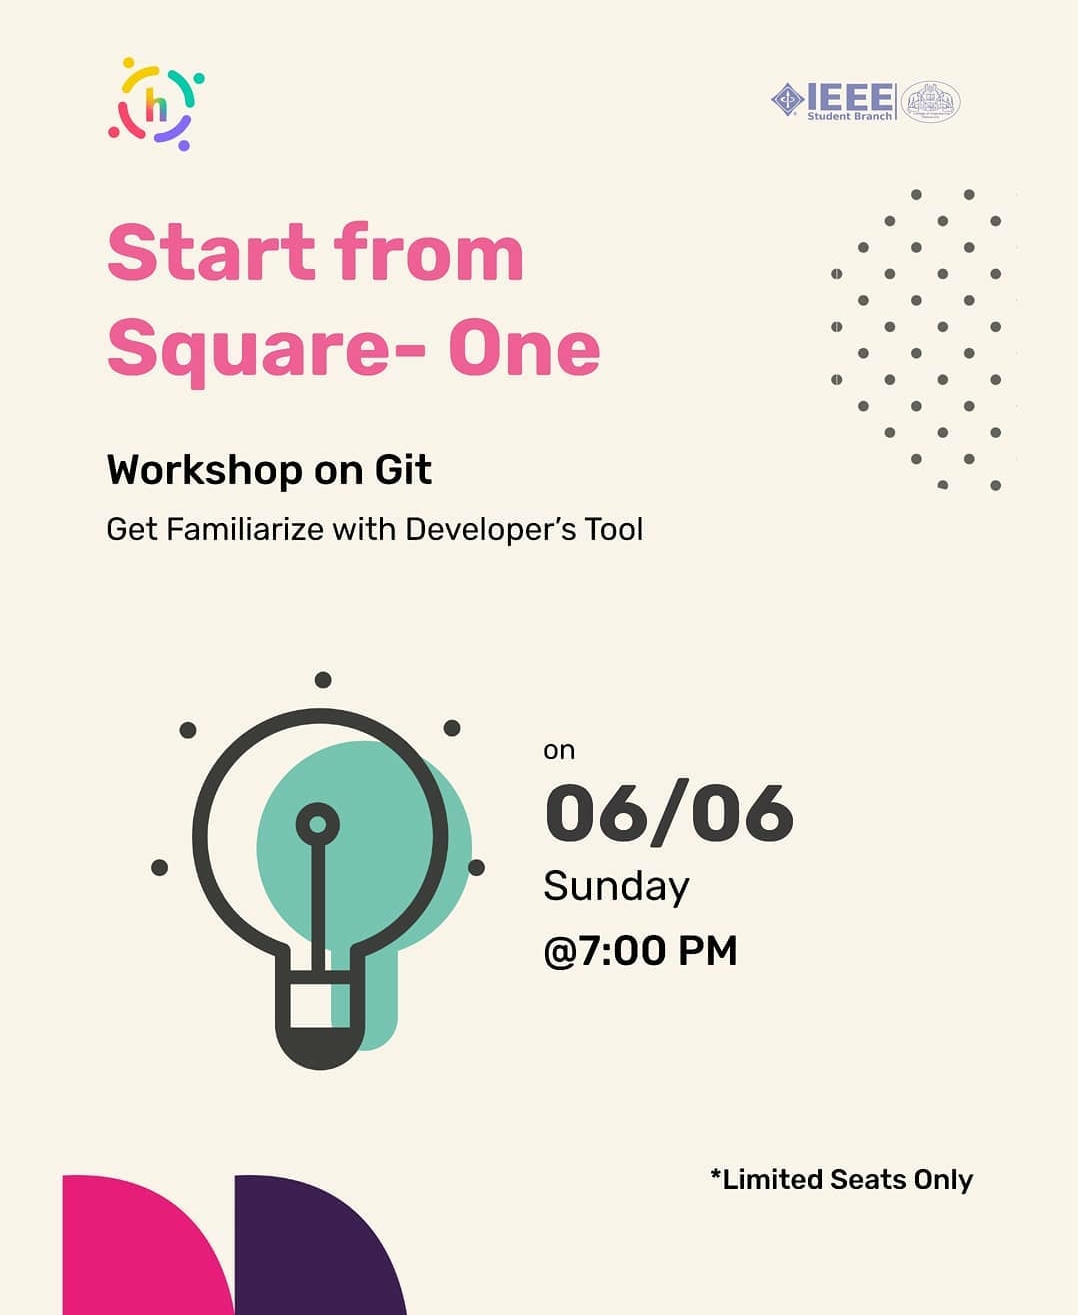 h
IEEE
Student Branch
Start from
Square- One
Workshop on Git
Get Familiarize with Developer’s Tool
on
06/06
Sunday
@7:00 PM
*Limited Seats Only